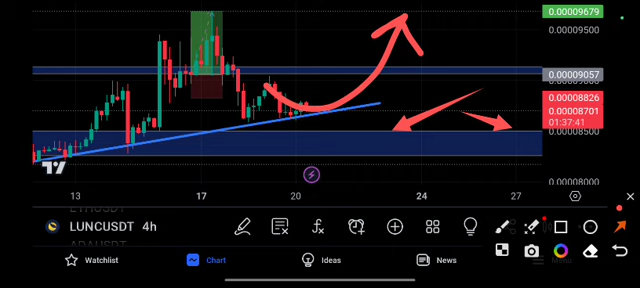 0.00009679
0.00009500
0.00009057
0.00008826
0.00008701
01:37:41
0.00008500
0.00008000
13
17
20
24
27
LUNCUSDT 4h
Watchlist
Chart
Ideas
News